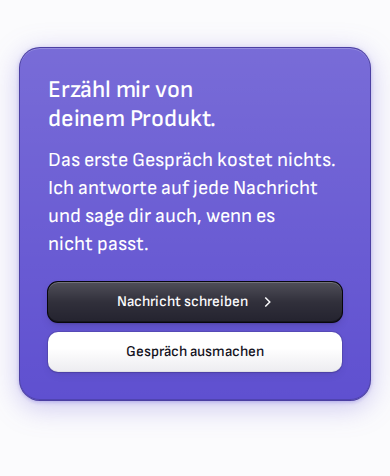 Erzähl mir von
deinem Produkt.
Das erste Gespräch kostet nichts.
Ich antworte auf jede Nachricht
und sage dir auch, wenn es
nicht passt.
Nachricht schreiben
Gespräch ausmachen